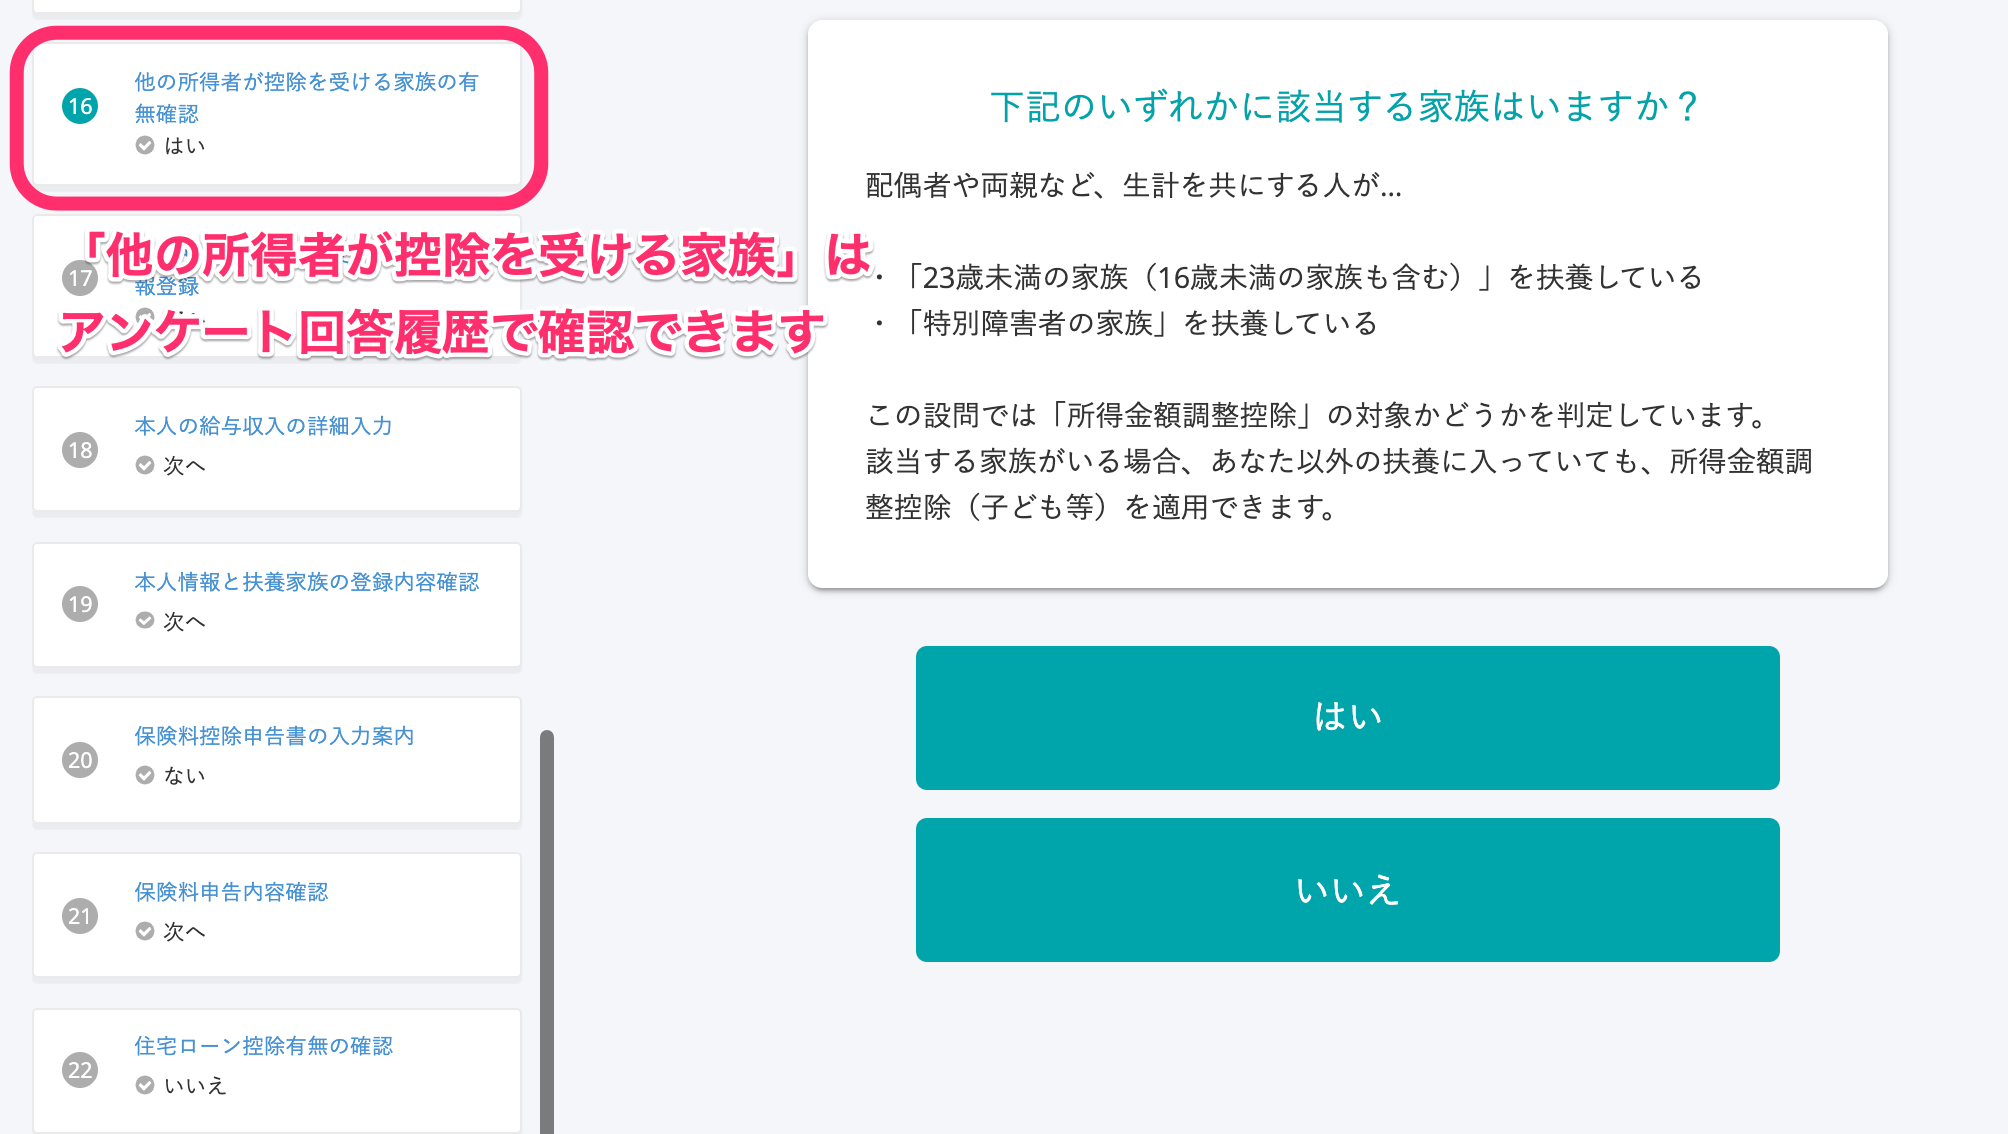 16
他の所得者が控除を受ける家族の有
無確認
はい
「他の所得者が控除を受ける家族」は
17
報登録
アンケート回答履歴で確認できます
18
本人の給与収入の詳細入力
次へ
19
本人情報と扶養家族の登録内容確認
次へ
20
保険料控除申告書の入力案内
ない
21
保険料申告内容確認
次へ
22
住宅ローン控除有無の確認
いいえ
下記のいずれかに該当する家族はいますか？
配偶者や両親など、生計を共にする人が...
・「23歳未満の家族（16歳未満の家族も含む）」を扶養している
・「特別障害者の家族」を扶養している
この設問では「所得金額調整控除」の対象かどうかを判定しています。
該当する家族がいる場合、あなた以外の扶養に入っていても、所得金額調
整控除（子ども等）を適用できます。
はい
いいえ